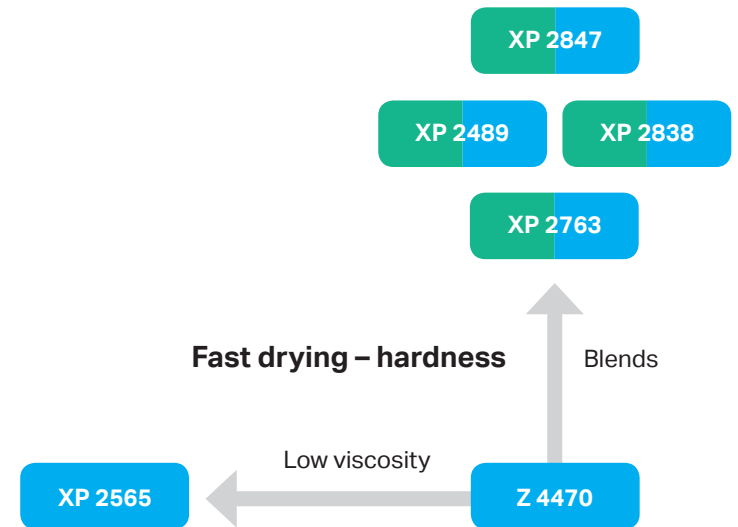 XP 2847
XP 2489
XP 2838
XP 2763
Fast drying – hardness
Blends
Low viscosity
XP 2565
Z 4470